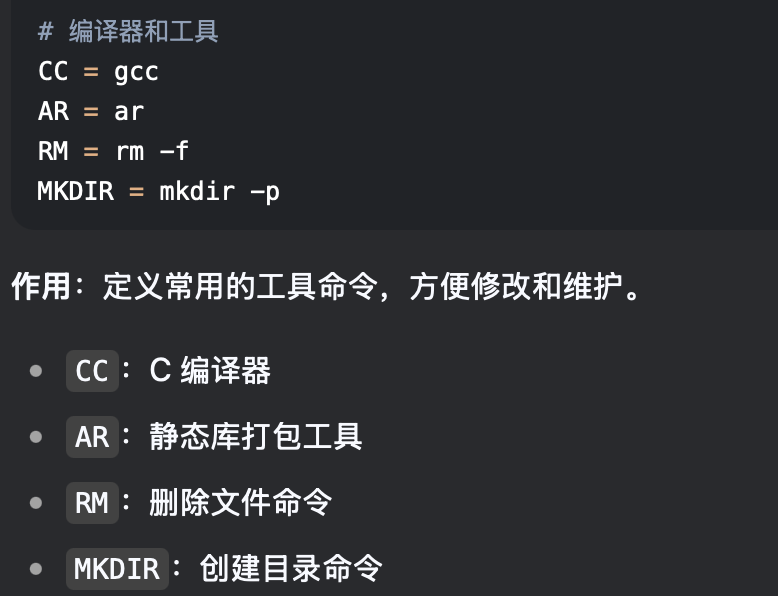 # 编译器和工具
CC = gcc
AR = ar
RM = rm -f
MKDIR = mkdir -p
作用：定义常用的工具命令，方便修改和维护。
CC：C 编译器
AR：静态库打包工具
RM：删除文件命令
MKDIR：创建目录命令